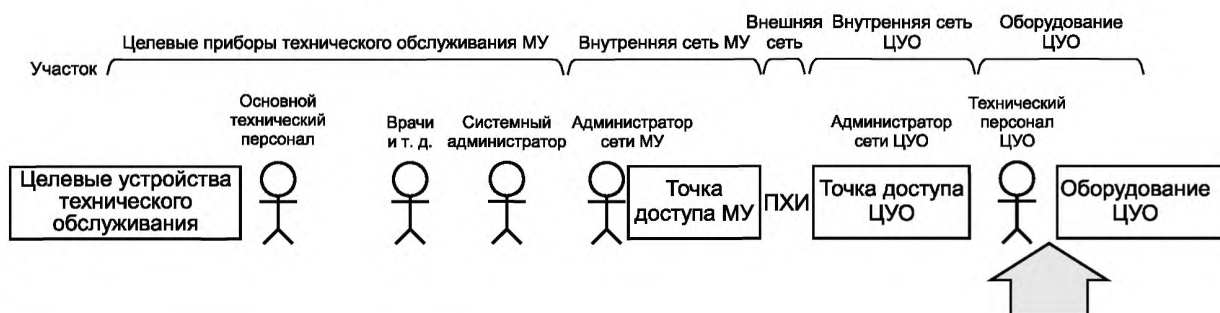 Целевые приборы технического обслуживания МУ
Внутренняя сеть МУ
Внешняя
сеть
Внутренняя сеть
ЦУО
Оборудование
ЦУО
Участок
Основной
технический
персонал
Врачи
и т. д.
Системный
администратор
Администратор
сети МУ
Администратор
сети ЦУО
Технический
персонал
ЦУО
Целевые устройства
технического
обслуживания
Точка
доступа МУ
ПХИ
Точка доступа
ЦУО
Оборудование
ЦУО